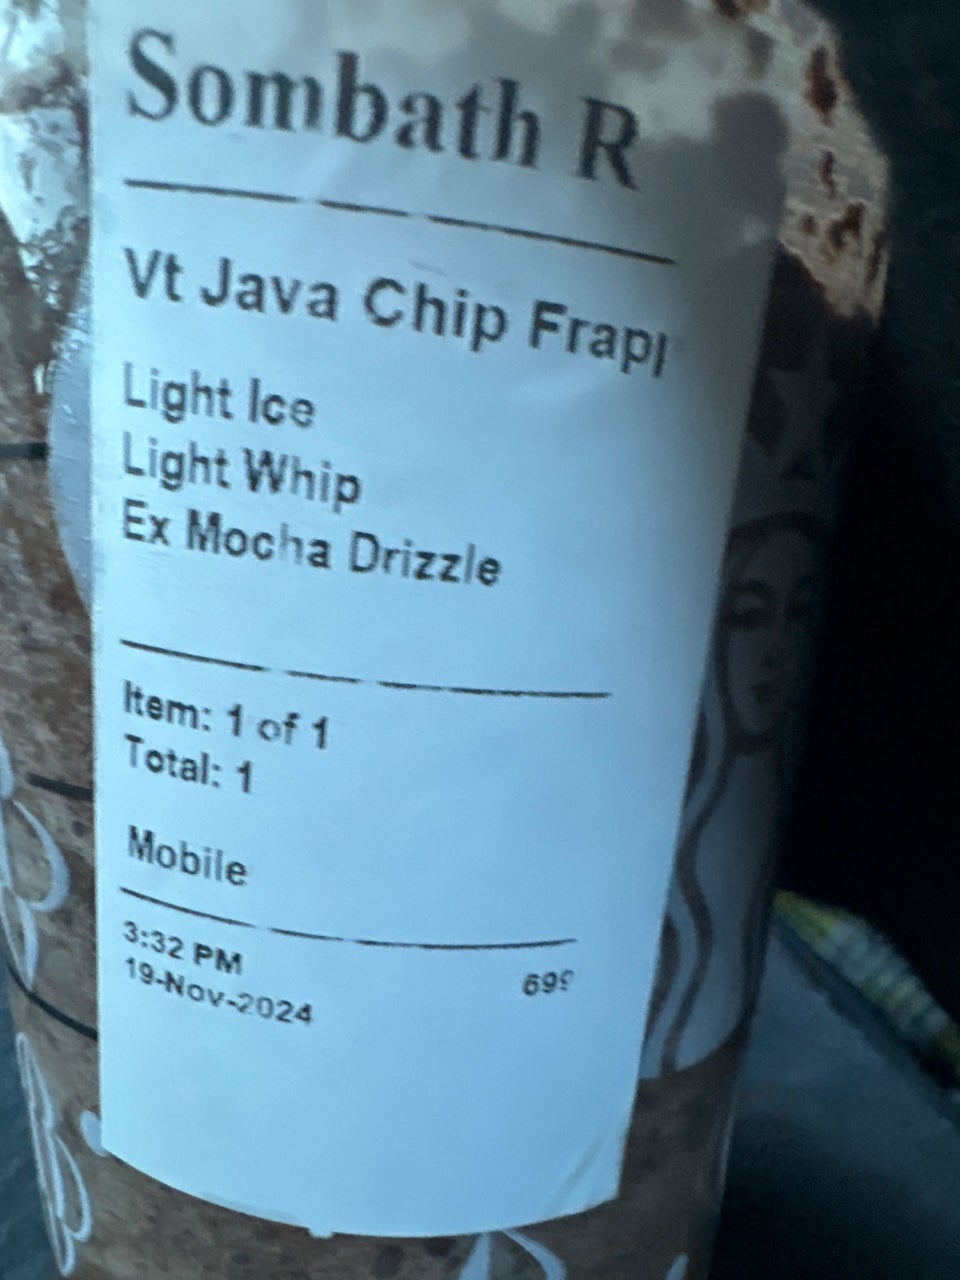 Sombath R
Vt Java Chip Frap
Light Ice
Light Whip
Ex Mocha Drizzle
Item: 1 of 1
Total: 1
Mobile
3:32 PM
19-Nov-2024